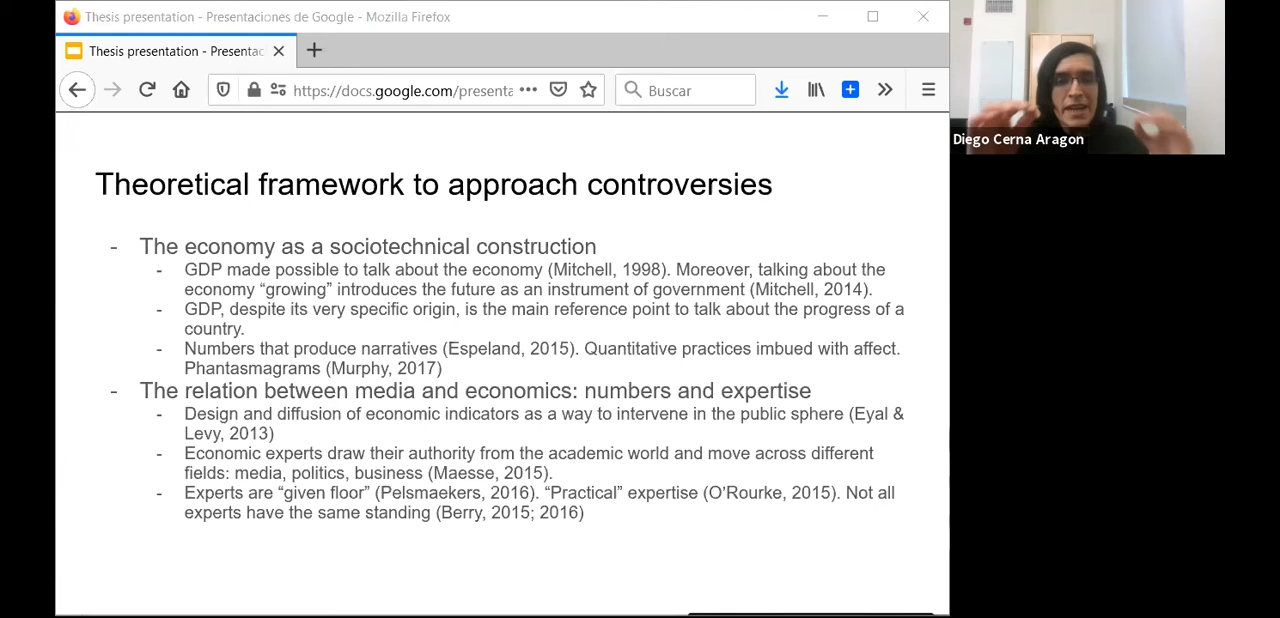 Thesis presentation - Presentaciones de Google - Mozilla Firefox
Thesis presentation - Presentac
https://docs.google.com/presenta
Buscar
Diego Cerna Aragon
Theoretical framework to approach controversies
- The economy as a sociotechnical construction
- GDP made possible to talk about the economy (Mitchell, 1998). Moreover, talking about the
economy “growing” introduces the future as an instrument of government (Mitchell, 2014).
- GDP, despite its very specific origin, is the main reference point to talk about the progress of a
country.
- Numbers that produce narratives (Espeland, 2015). Quantitative practices imbued with affect.
Phantasmagrams (Murphy, 2017)
- The relation between media and economics: numbers and expertise
- Design and diffusion of economic indicators as a way to intervene in the public sphere (Eyal &
Levy, 2013)
- Economic experts draw their authority from the academic world and move across different
fields: media, politics, business (Maesse, 2015).
- Experts are “given floor” (Pelsmaekers, 2016). “Practical” expertise (O’Rourke, 2015). Not all
experts have the same standing (Berry, 2015; 2016)